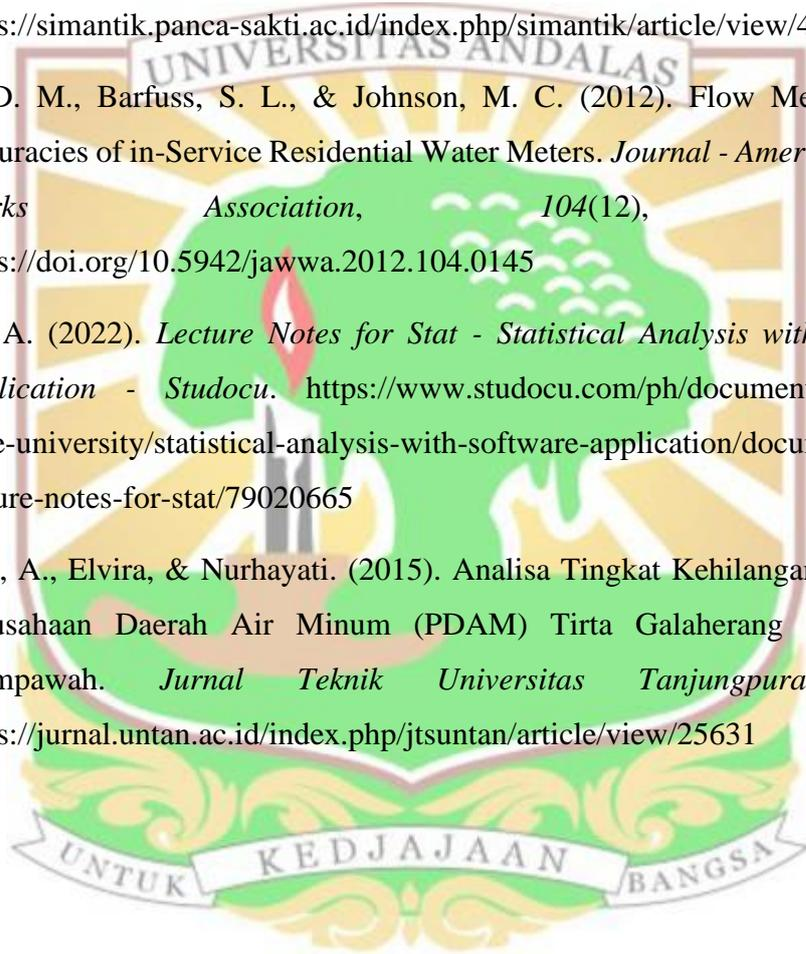 s://simantik.panca-sakti.ac.id/index.php/simantik/article/view/4
UNIVERSITAS ANDALAS
D. M., Barfuss, S. L., & Johnson, M. C. (2012). Flow Me
uracies of in-Service Residential Water Meters. Journal - Amer
rks Association, 104(12),
s://doi.org/10.5942/jawwa.2012.104.0145
A. (2022). Lecture Notes for Stat - Statistical Analysis with
lication - Studocu. https://www.studocu.com/ph/document
e-university/statistical-analysis-with-software-application/docu
ure-notes-for-stat/79020665
, A., Elvira, & Nurhayati. (2015). Analisa Tingkat Kehilangan
usahaan Daerah Air Minum (PDAM) Tirta Galaherang
mpawah. Jurnal Teknik Universitas Tanjungpura
s://jurnal.untan.ac.id/index.php/jtsuntan/article/view/25631
UNTUK KEDJAJAAN BANGSA